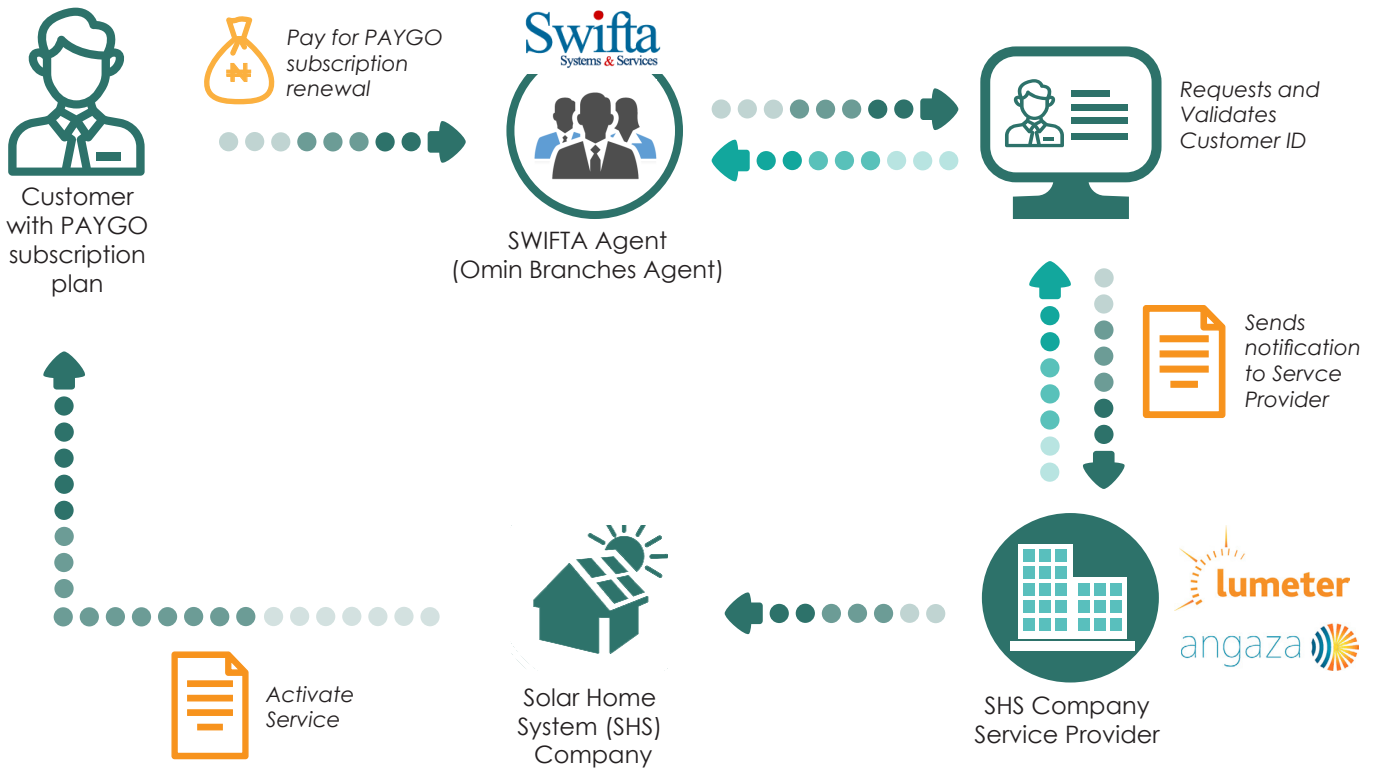 Pay for PAYGO
subscription
renewal
Swifta
Systems & Services
Requests and
Validates
Customer ID
Customer
with PAYGO
subscription
plan
SWIFTA Agent
(Omin Branches Agent)
Sends
notification
to Servce
Provider
lumeter
angaza
Activate
Service
Solar Home
System (SHS)
Company
SHS Company
Service Provider